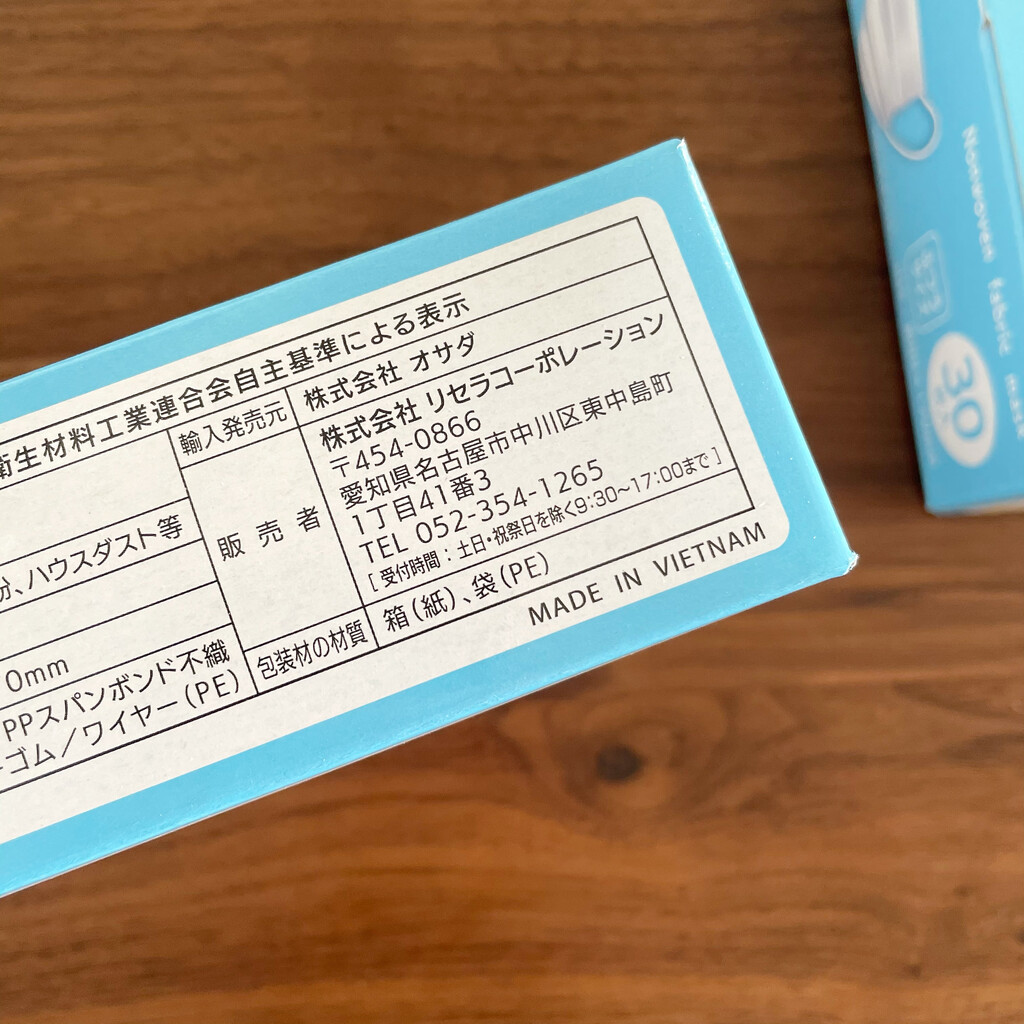 衛生材料工業連合会自主基準による表示
輸入発売元
株式会社 オサダ
販売者
株式会社 リセラコーポレーション
〒454-0866
愛知県名古屋市中川区東中島町
1丁目41番3
TEL 052-354-1265
[受付時間：土日・祝祭日を除く9:30〜17:00まで]
包装材の材質
箱(紙)、袋(PE)
MADE IN VIETNAM
分、ハウスダスト等
0mm
PPスパンボンド不織
ゴム/ワイヤー(PE)
Nonwoven fabric mask
30